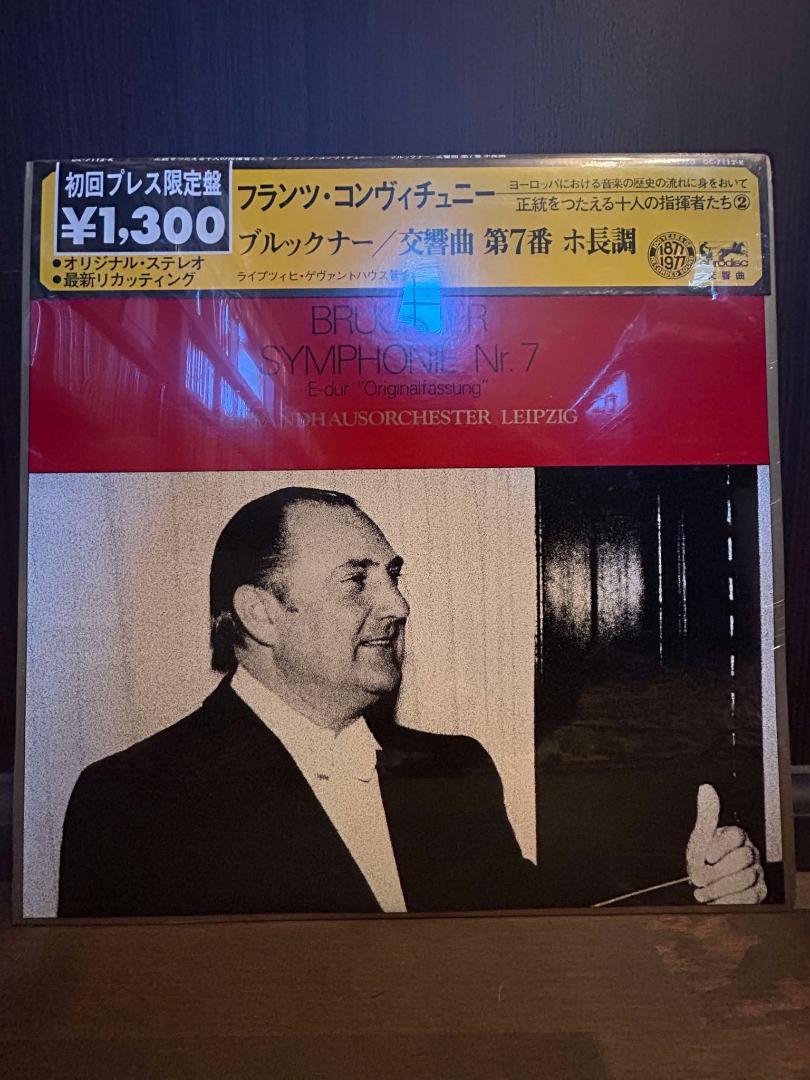 OC-7112-K
初回プレス限定盤
¥1,300
●オリジナル・ステレオ
●最新リカッティング
フランツ・コンヴィチュニー
ヨーロッパにおける音楽の歴史の流れに身をおいて
正統をつたえる十人の指揮者たち②
ブルックナー/交響曲 第7番 ホ長調
ライプツィヒ・ゲヴァントハウス管
1877
1977
rodisc
交響曲
SYMPHONIE Nr. 7
E-dur "Originalfassung"
LEIPZIG